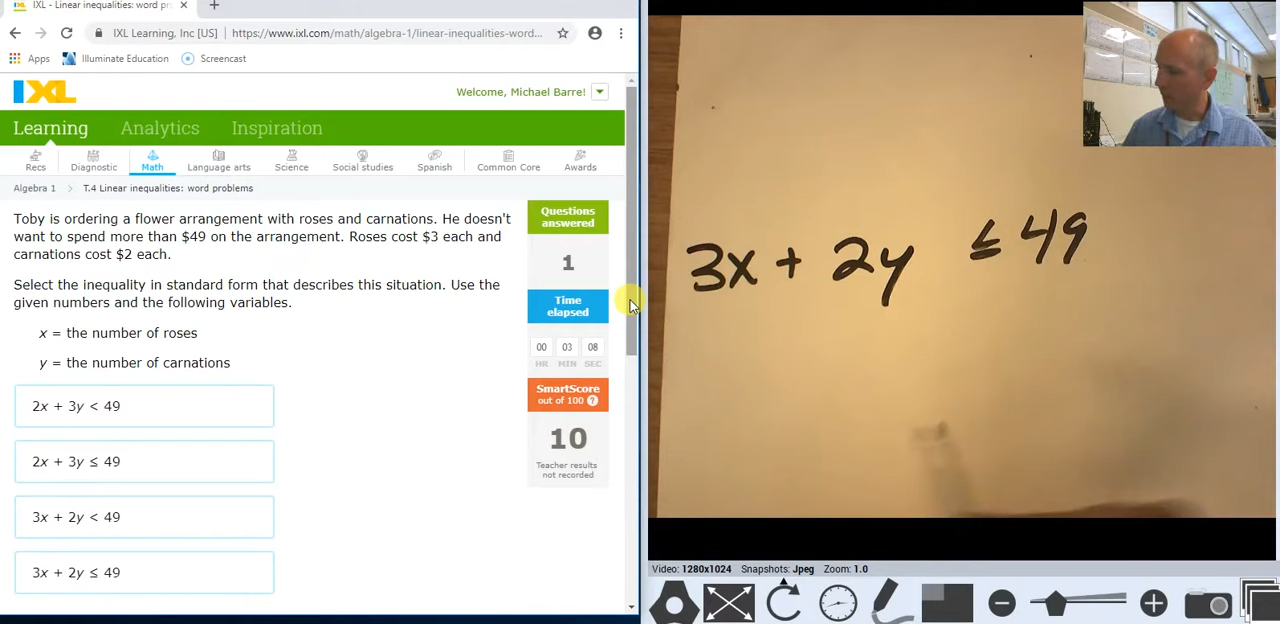 IXL - Linear inequalities: word pr
IXL Learning, Inc [US] | https://www.ixl.com/math/algebra-1/linear-inequalities-word...
Apps Illuminate Education Screencast
IXL
Welcome, Michael Barre!
Learning Analytics Inspiration
Recs Diagnostic Math Language arts Science Social studies Spanish Common Core Awards
Algebra 1 > T.4 Linear inequalities: word problems
Toby is ordering a flower arrangement with roses and carnations. He doesn't
want to spend more than $49 on the arrangement. Roses cost $3 each and
carnations cost $2 each.
Select the inequality in standard form that describes this situation. Use the
given numbers and the following variables.
x = the number of roses
y = the number of carnations
2x + 3y < 49
2x + 3y ≤ 49
3x + 2y < 49
3x + 2y ≤ 49
Questions
answered
1
Time
elapsed
00 03 08
HR MIN SEC
SmartScore
out of 100 ?
10
Teacher results
not recorded
3x + 2y ≤ 49
Video: 1280x1024 Snapshots: Jpeg Zoom: 1.0